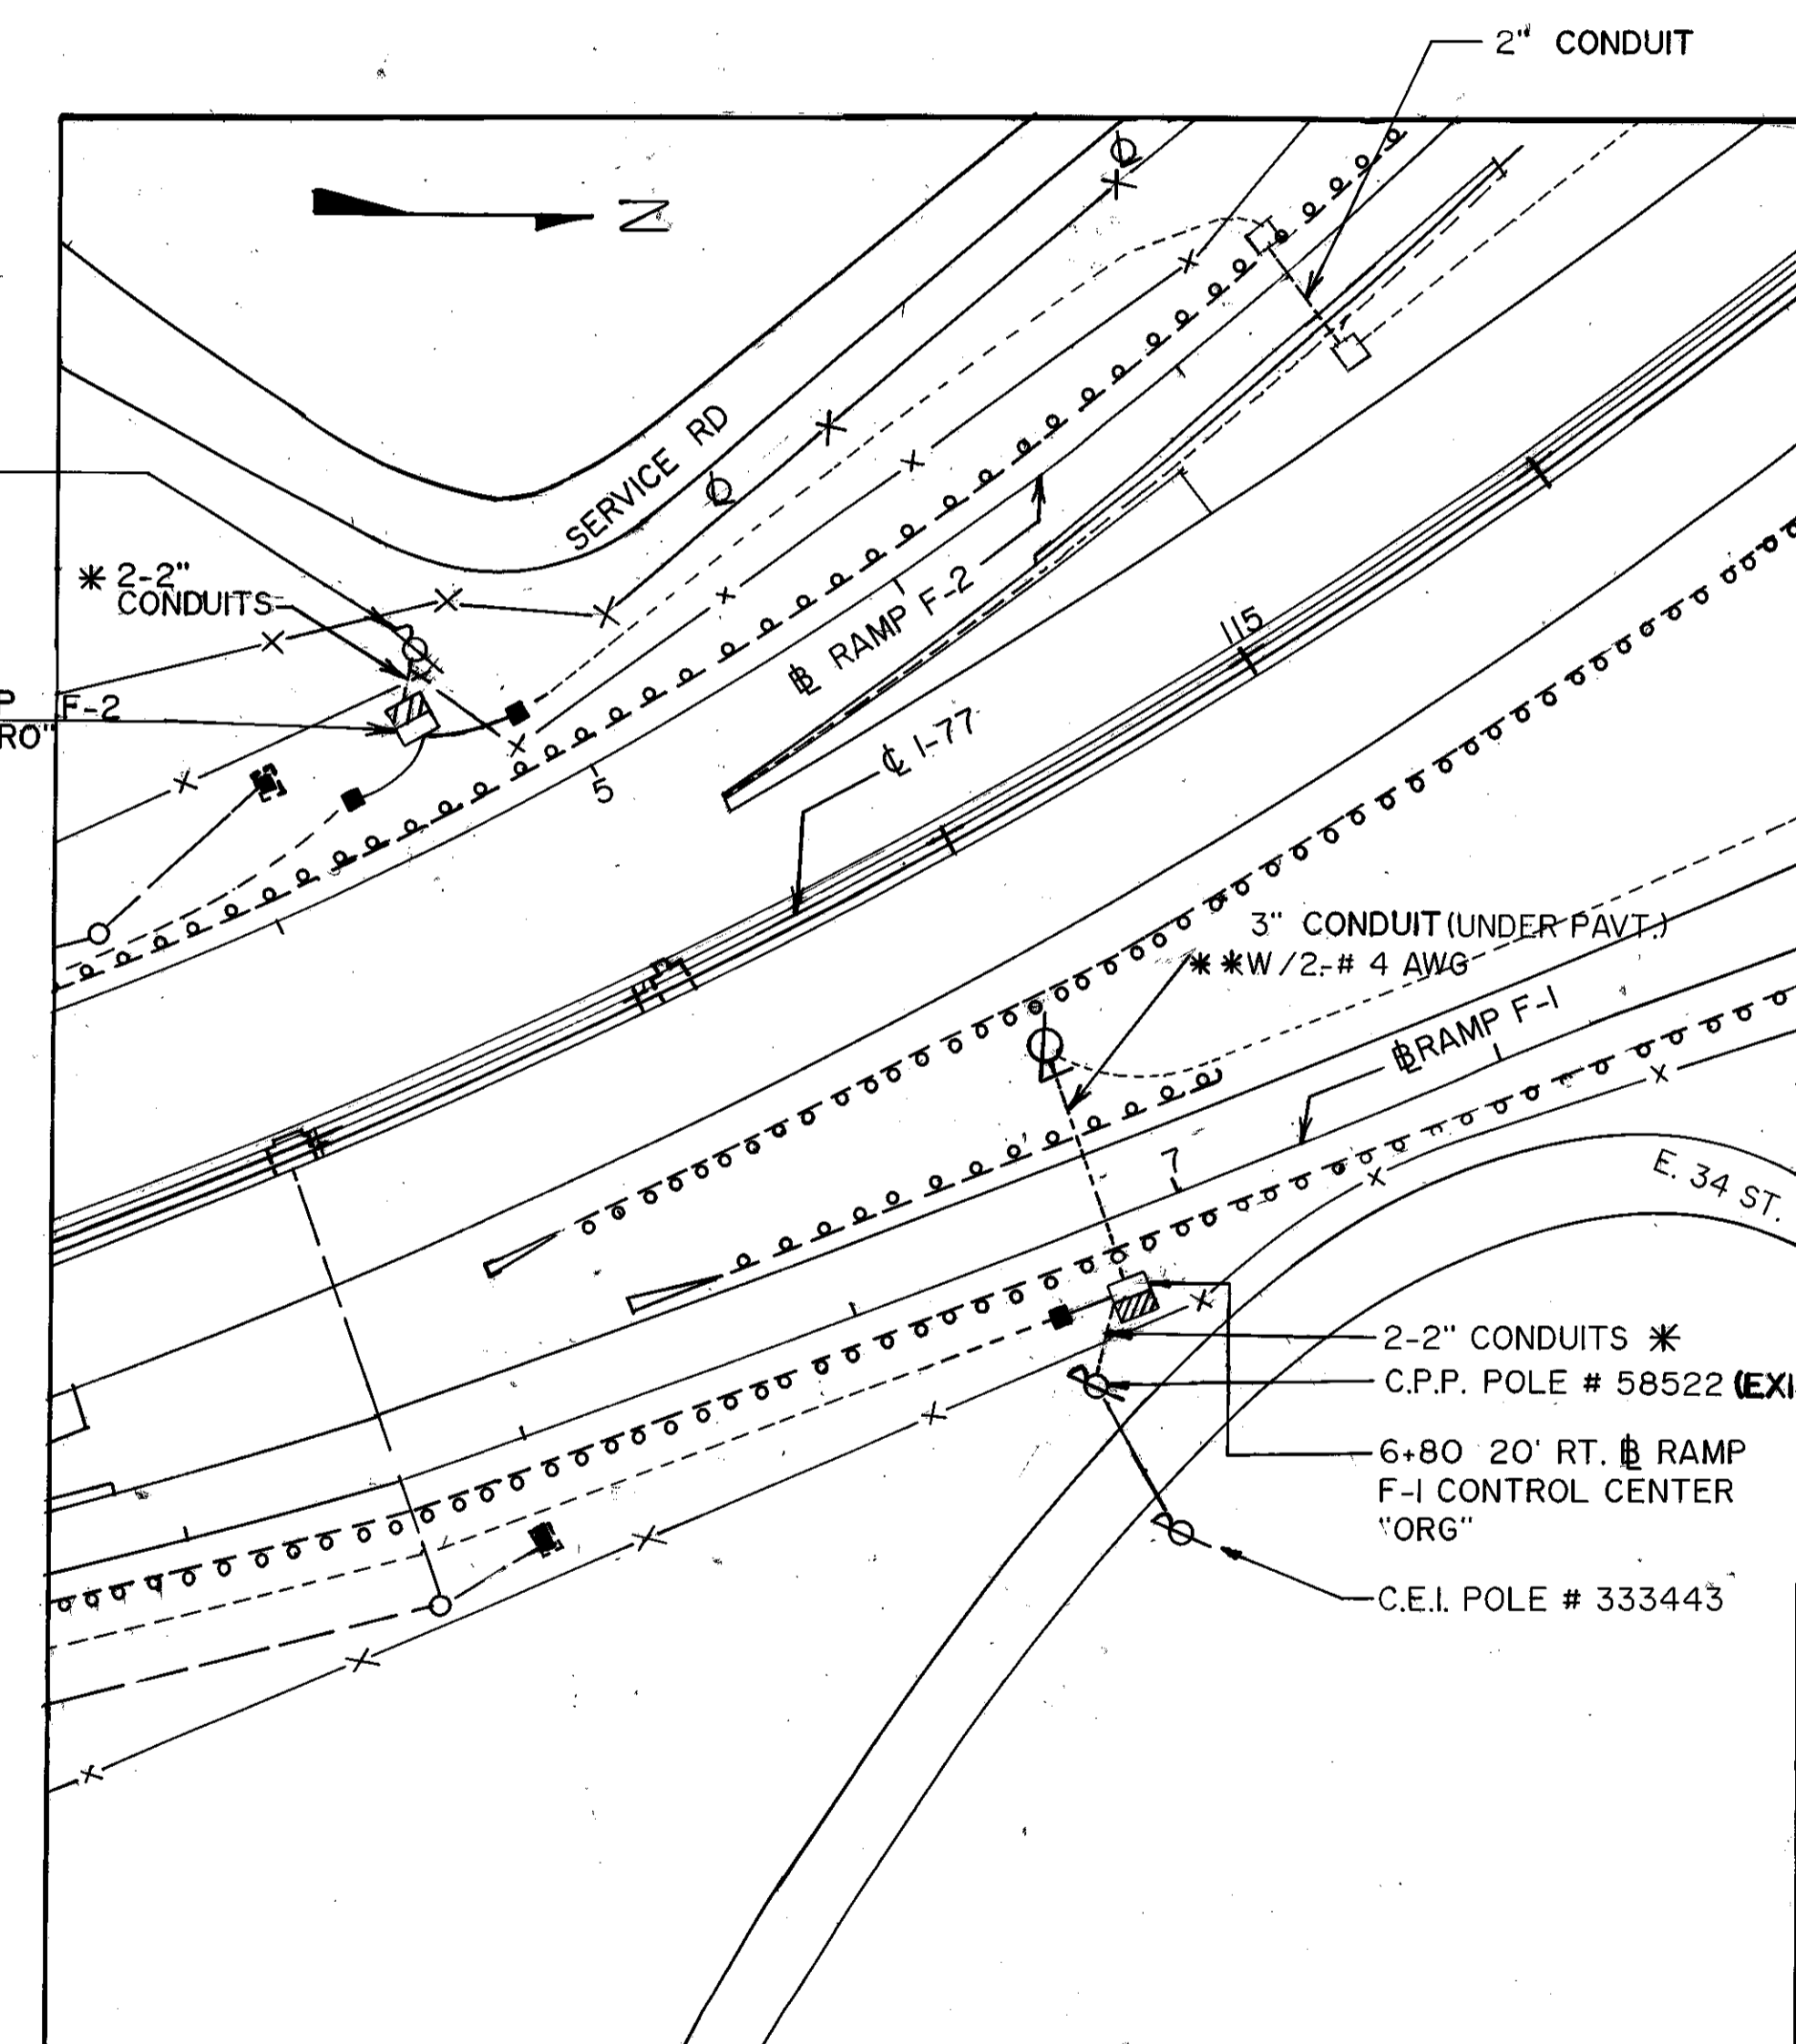 2" CONDUIT
N
SERVICE RD
* 2-2"
CONDUITS
F-2
RO"
℄ RAMP F-2
115
5
℄ I-77
3" CONDUIT (UNDER PAVT.)
**W/2-# 4 AWG
℄ RAMP F-1
7
E. 34 ST.
2-2" CONDUITS *
C.P.P. POLE # 58522 (EXI
6+80 20' RT. ℄ RAMP
F-1 CONTROL CENTER
"ORG"
C.E.I. POLE # 333443